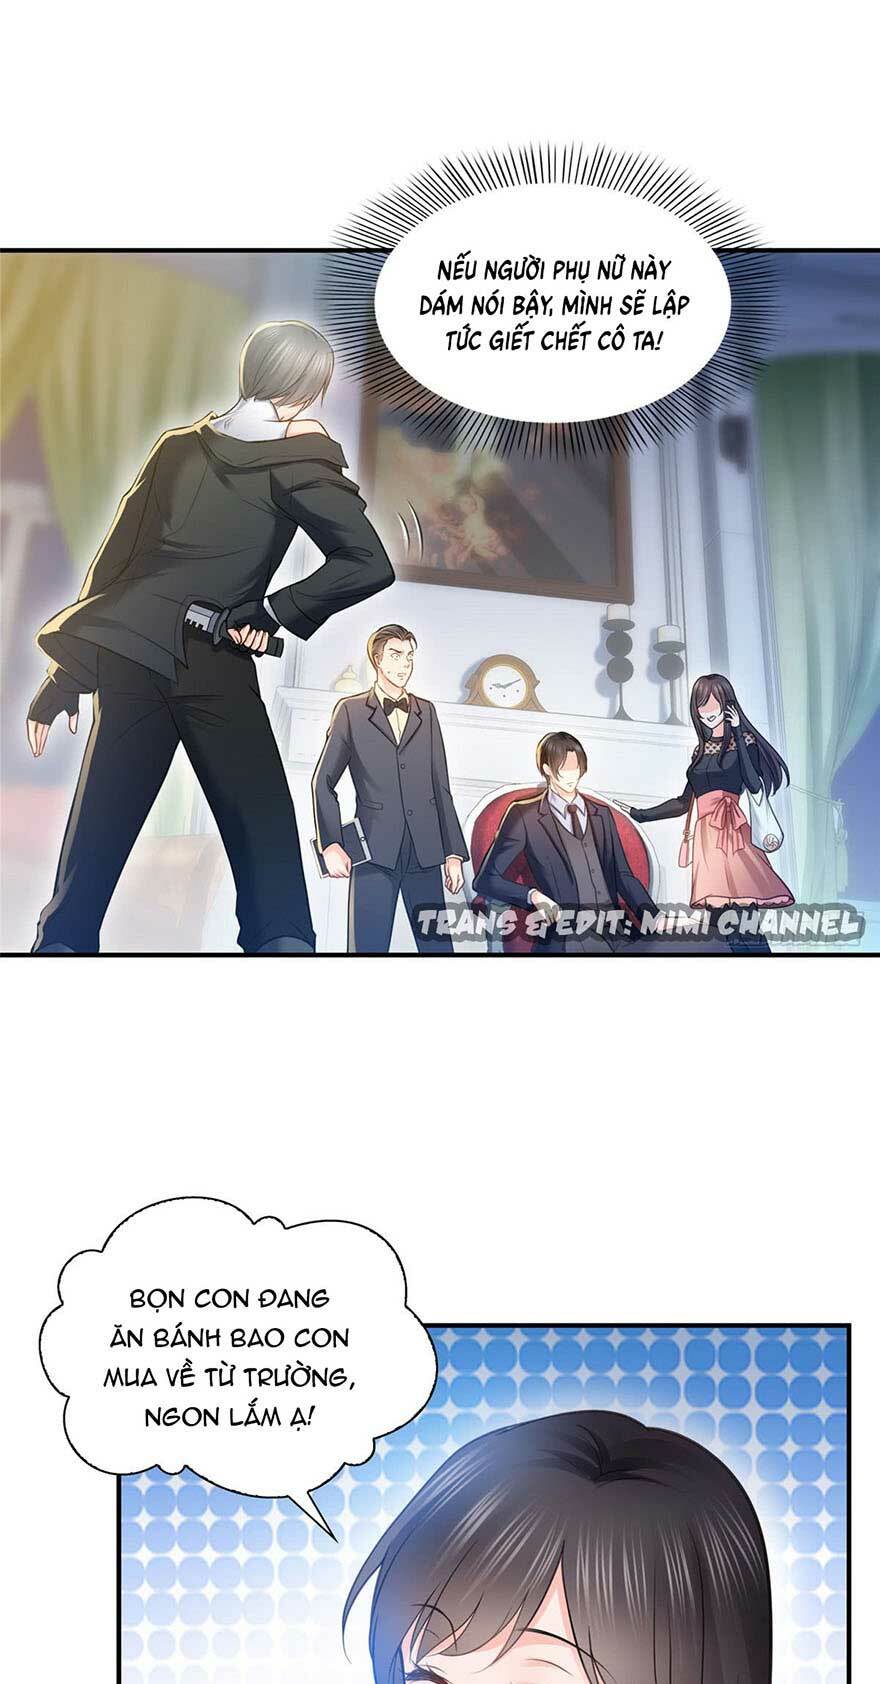 NẾU NGƯỜI PHỤ NỮ NÀY
DÁM NÓI BẬY, MÌNH SẼ LẬP
TỨC GIẾT CHẾT CÔ TA!
TRANS & EDIT: MIMI CHANNEL
BỌN CON ĐANG
ĂN BÁNH BAO CON
MUA VỀ TỪ TRƯỜNG,
NGON LẮM Ạ!